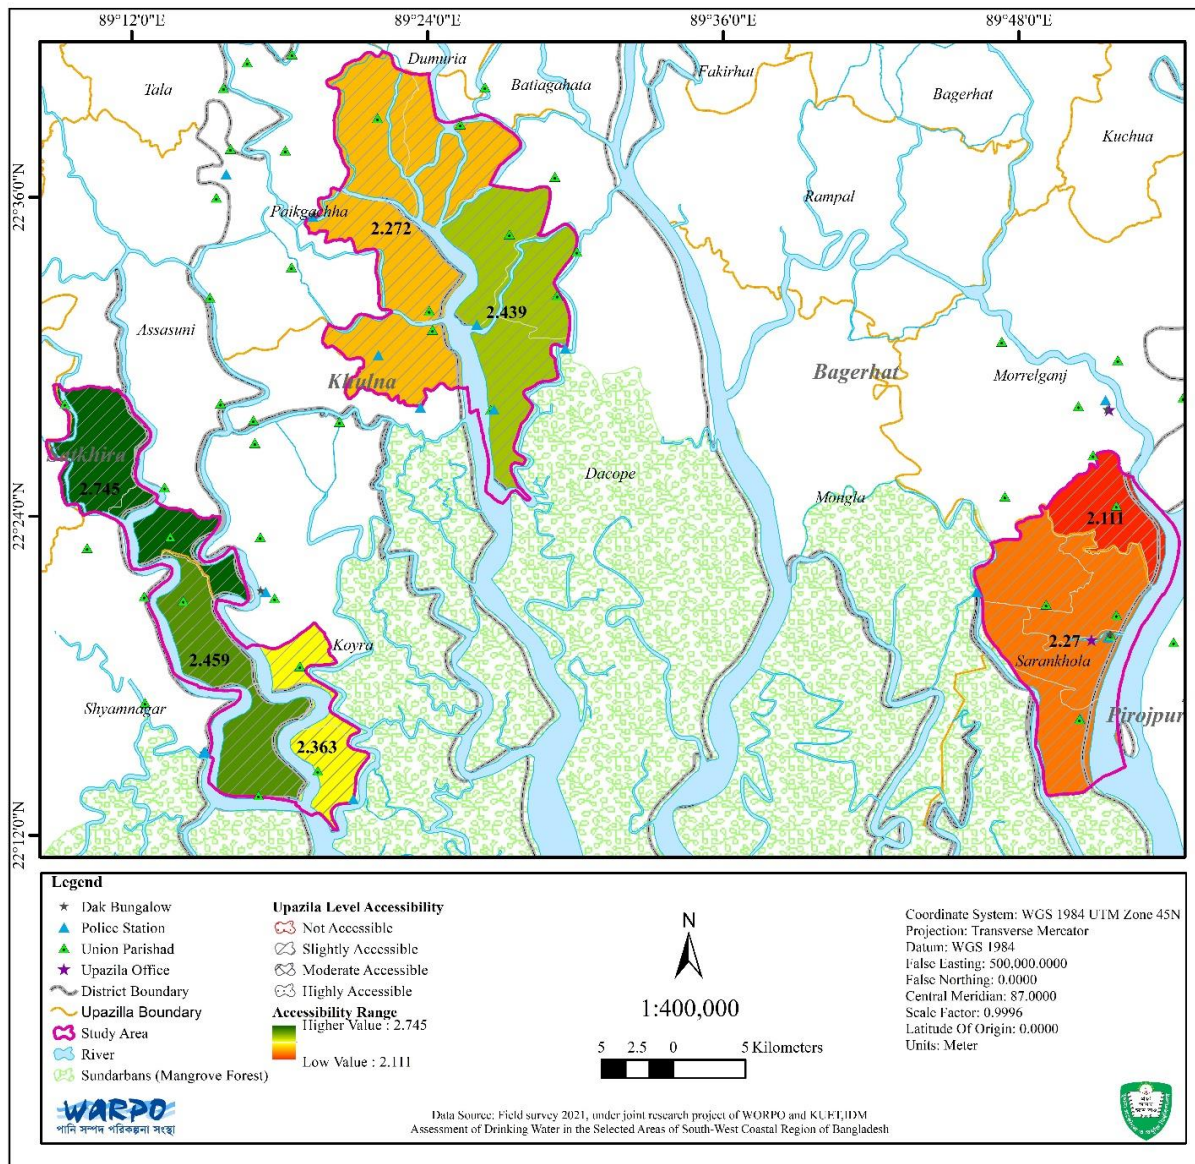 89°12'0"E 89°24'0"E 89°36'0"E 89°48'0"E
22°36'0"N
22°24'0"N
22°12'0"N
Dumuria
Tala
Batiagahata
Fakirhat
Bagerhat
Kuchua
Paikgachha
Rampal
2.272
2.439
Assasuni
Khulna
Bagerhat
Morrelganj
Satkhira
2.745
Dacope
Mongla
2.111
Koyra
2.459
2.27
Sarankhola
Shyamnagar
Pirojpur
2.363
Legend
Dak Bungalow
Police Station
Union Parishad
Upazila Office
District Boundary
Upazilla Boundary
Study Area
River
Sundarbans (Mangrove Forest)
Upazila Level Accessibility
Not Accessible
Slightly Accessible
Moderate Accessible
Highly Accessible
Accessibility Range
Higher Value : 2.745
Low Value : 2.111
N
1:400,000
5 2.5 0 5 Kilometers
Coordinate System: WGS 1984 UTM Zone 45N
Projection: Transverse Mercator
Datum: WGS 1984
False Easting: 500,000.0000
False Northing: 0.0000
Central Meridian: 87.0000
Scale Factor: 0.9996
Latitude Of Origin: 0.0000
Units: Meter
WARPO
পানি সম্পদ পরিকল্পনা সংস্থা
Data Source: Field survey 2021, under joint research project of WORPO and KUET,IDM
Assessment of Drinking Water in the Selected Areas of South-West Coastal Region of Bangladesh